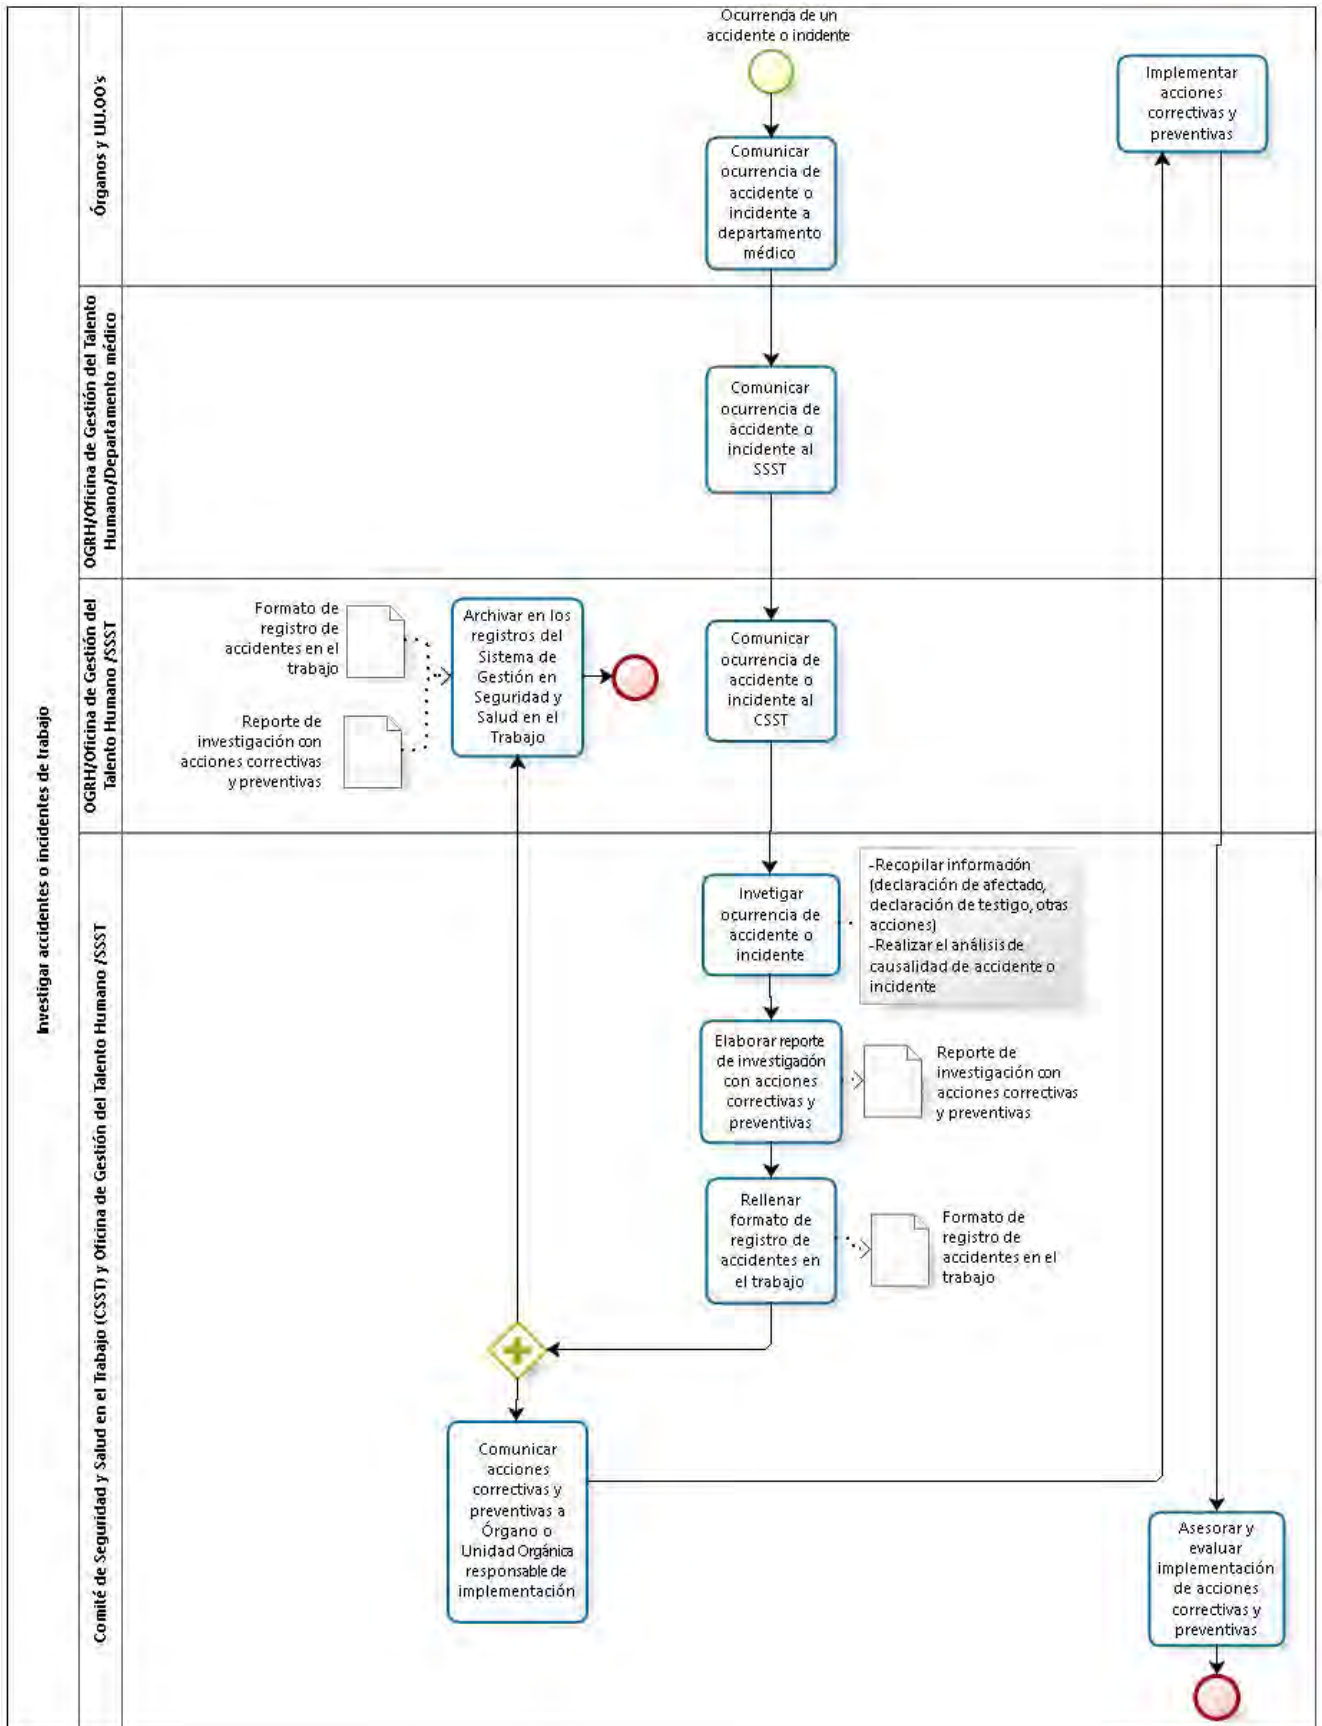 Investigar accidentes o incidentes de trabajo
Órganos y UU.OO's
Ocurrencia de un
accidente o incidente
Comunicar
ocurrencia de
accidente o
incidente a
departamento
médico
Implementar
acciones
correctivas y
preventivas
OGRH/Oficina de Gestión del Talento
Humano/Departamento médico
Comunicar
ocurrencia de
accidente o
incidente al
SSST
OGRH/Oficina de Gestión del
Talento Humano /SSST
Formato de
registro de
accidentes en el
trabajo
Reporte de
investigación con
acciones correctivas
y preventivas
Archivar en los
registros del
Sistema de
Gestión en
Seguridad y
Salud en el
Trabajo
Comunicar
ocurrencia de
accidente o
incidente al
CSST
Comité de Seguridad y Salud en el Trabajo (CSST) y Oficina de Gestión del Talento Humano /SSST
Invetigar
ocurrencia de
accidente o
incidente
-Recopilar información
(declaración de afectado,
declaración de testigo, otras
acciones)
-Realizar el análisis de
causalidad de accidente o
incidente
Elaborar reporte
de investigación
con acciones
correctivas y
preventivas
Reporte de
investigación con
acciones correctivas
y preventivas
Rellenar
formato de
registro de
accidentes en
el trabajo
Formato de
registro de
accidentes en el
trabajo
Comunicar
acciones
correctivas y
preventivas a
Órgano o
Unidad Orgánica
responsable de
implementación
Asesorar y
evaluar
implementación
de acciones
correctivas y
preventivas